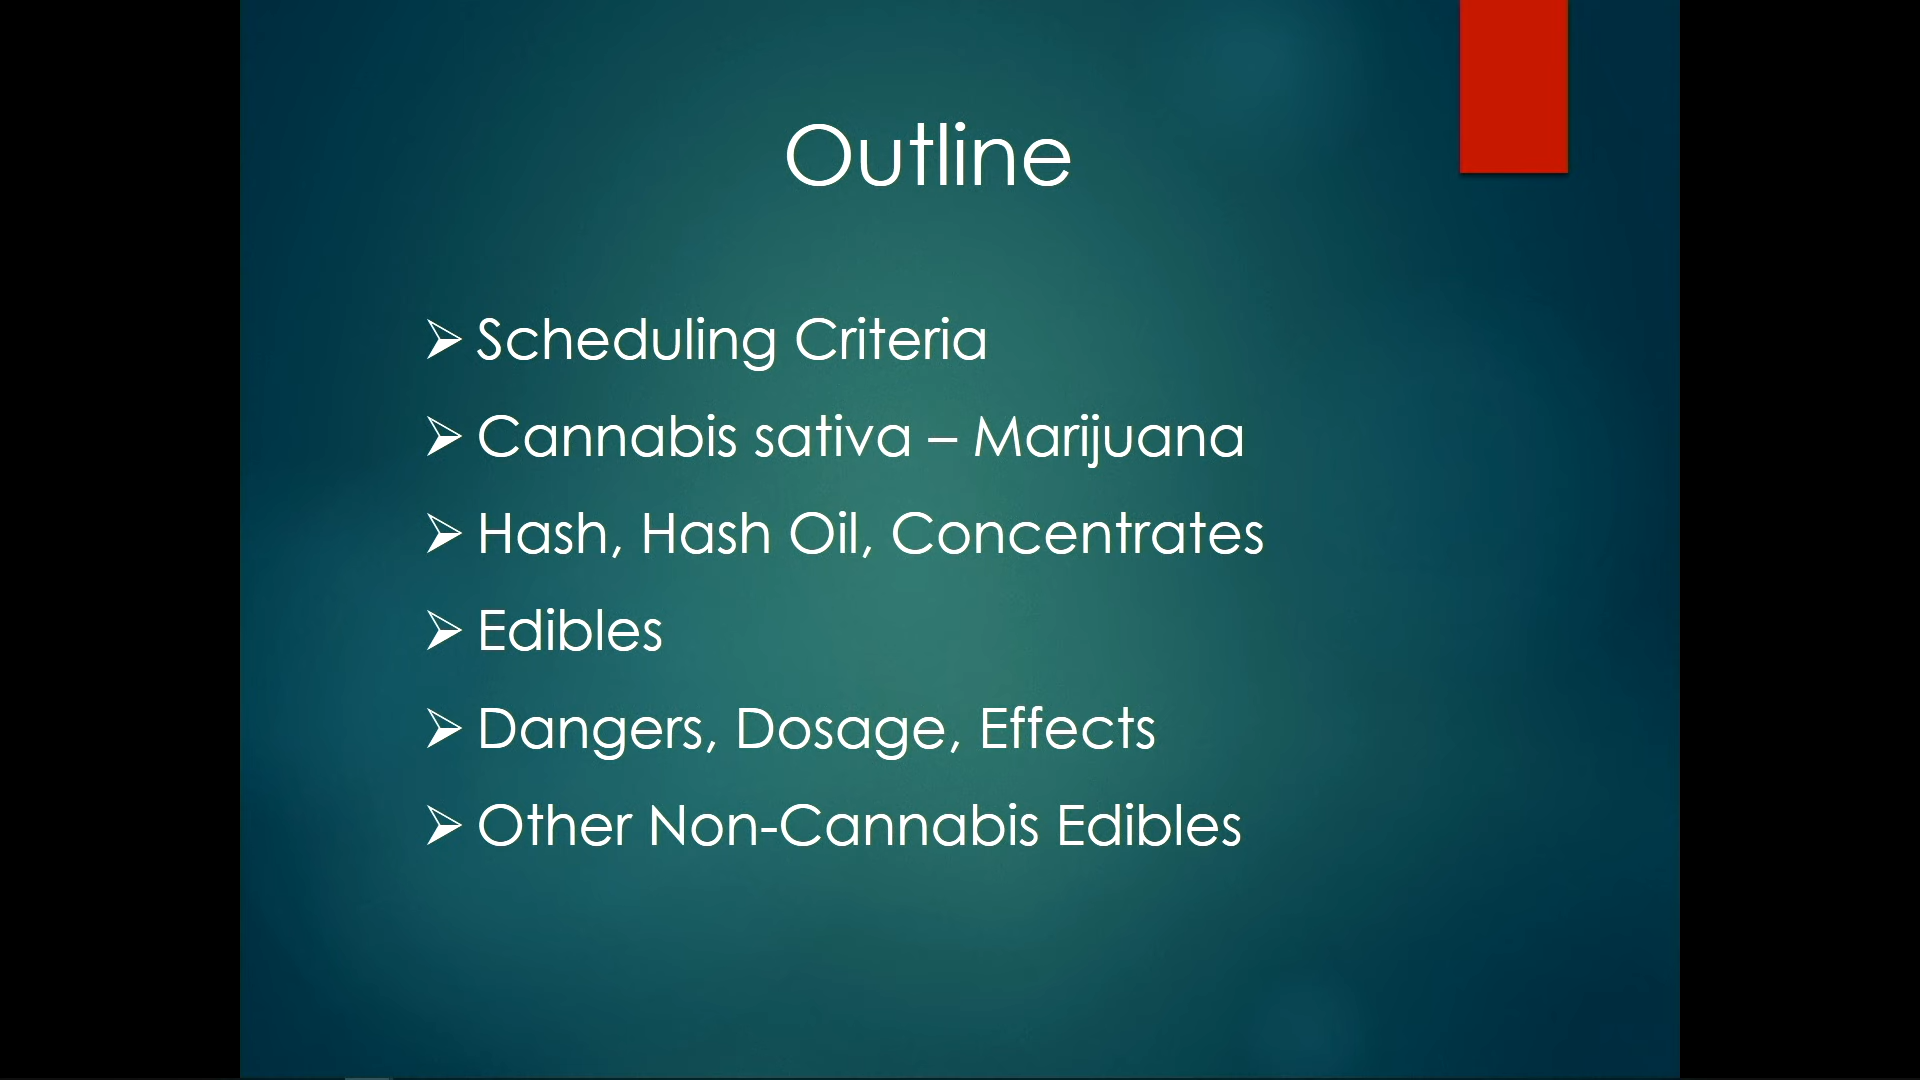 Outline
➢ Scheduling Criteria
➢ Cannabis sativa – Marijuana
➢ Hash, Hash Oil, Concentrates
➢ Edibles
➢ Dangers, Dosage, Effects
➢ Other Non-Cannabis Edibles